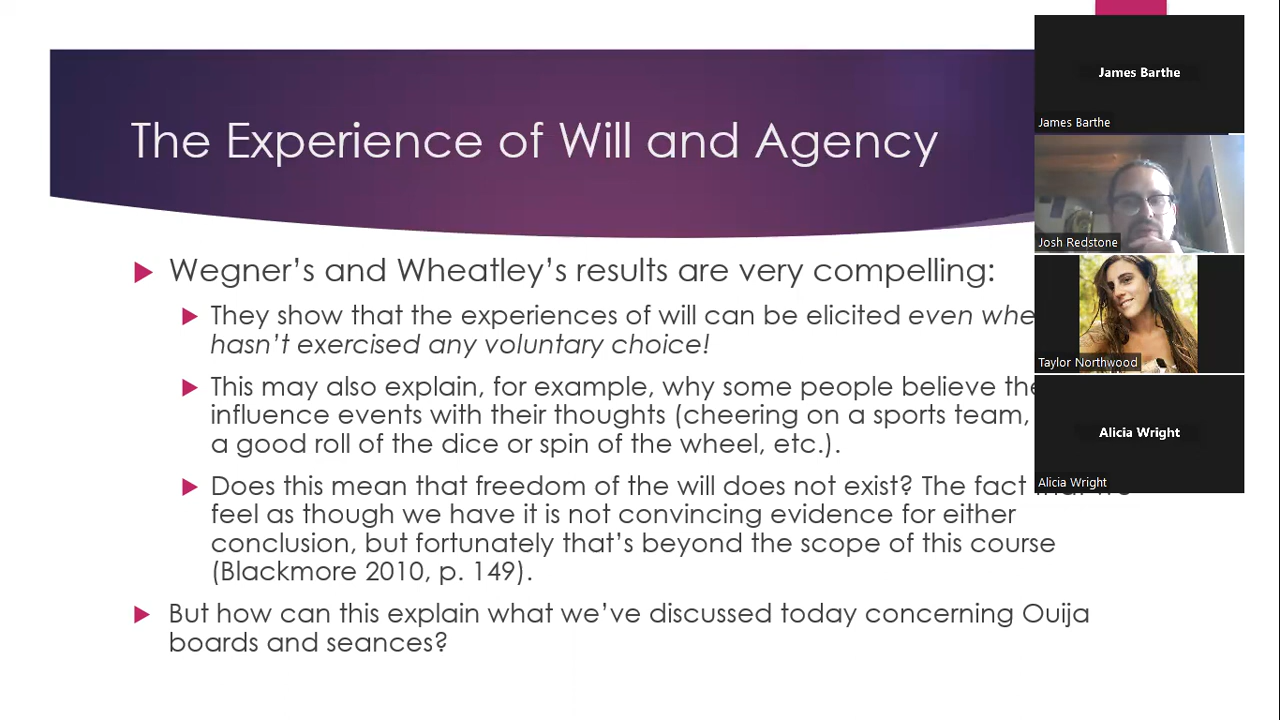 The Experience of Will and Agency
Wegner’s and Wheatley’s results are very compelling:
They show that the experiences of will can be elicited even
hasn’t exercised any voluntary choice!
This may also explain, for example, why some people believe
influence events with their thoughts (cheering on a sports team,
a good roll of the dice or spin of the wheel, etc.).
Does this mean that freedom of the will does not exist? The fact
feel as though we have it is not convincing evidence for either
conclusion, but fortunately that’s beyond the scope of this course
(Blackmore 2010, p. 149).
But how can this explain what we’ve discussed today concerning Ouija
boards and seances?
James Barthe
James Barthe
Josh Redstone
Taylor Northwood
Alicia Wright
Alicia Wright